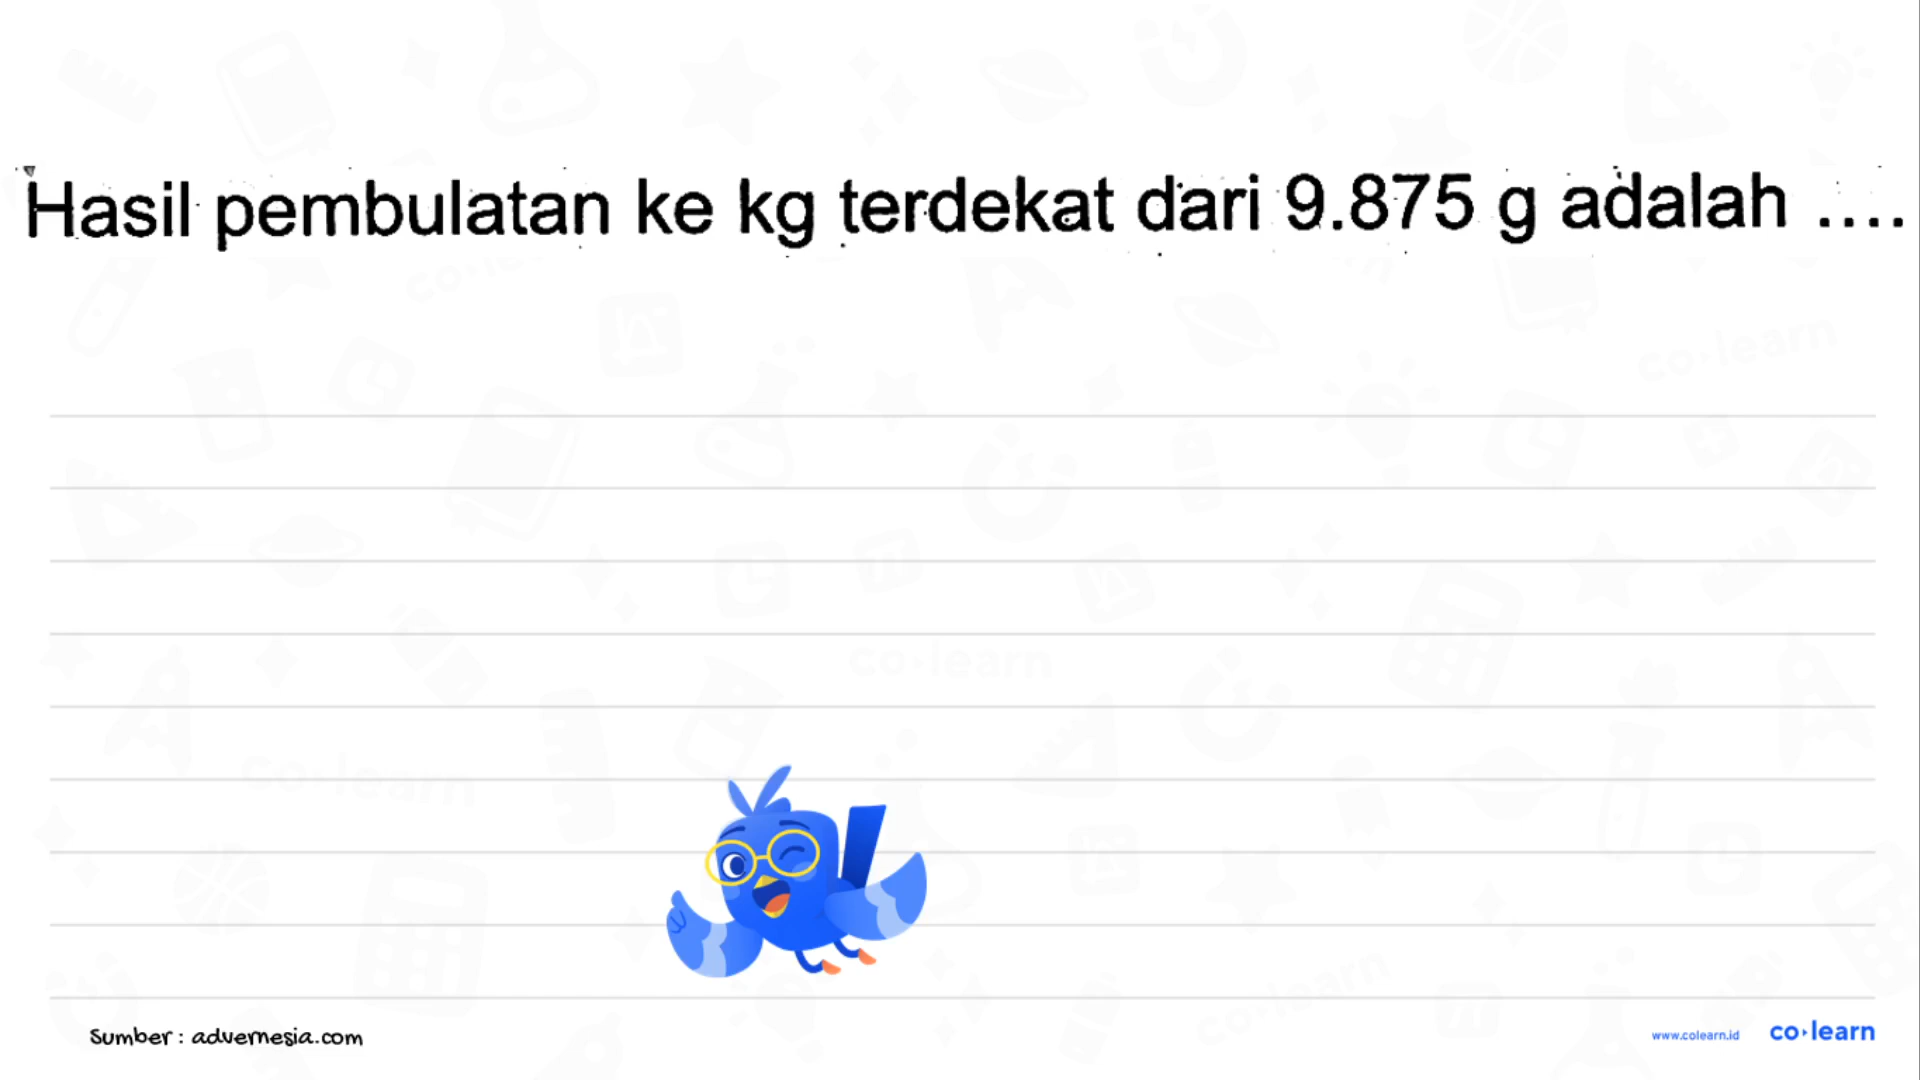 Hasil pembulatan ke kg terdekat dari 9.875 g adalah ....
Sumber : advernesia.com
www.colearn.id
co·learn